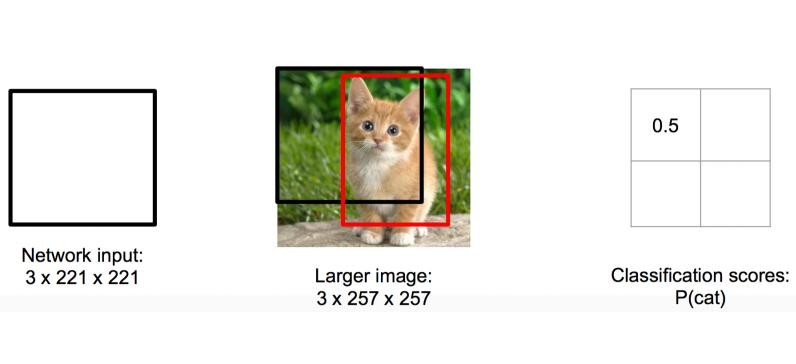 Network input:
3 x 221 x 221
Larger image:
3 x 257 x 257
0.5
Classification scores:
P(cat)